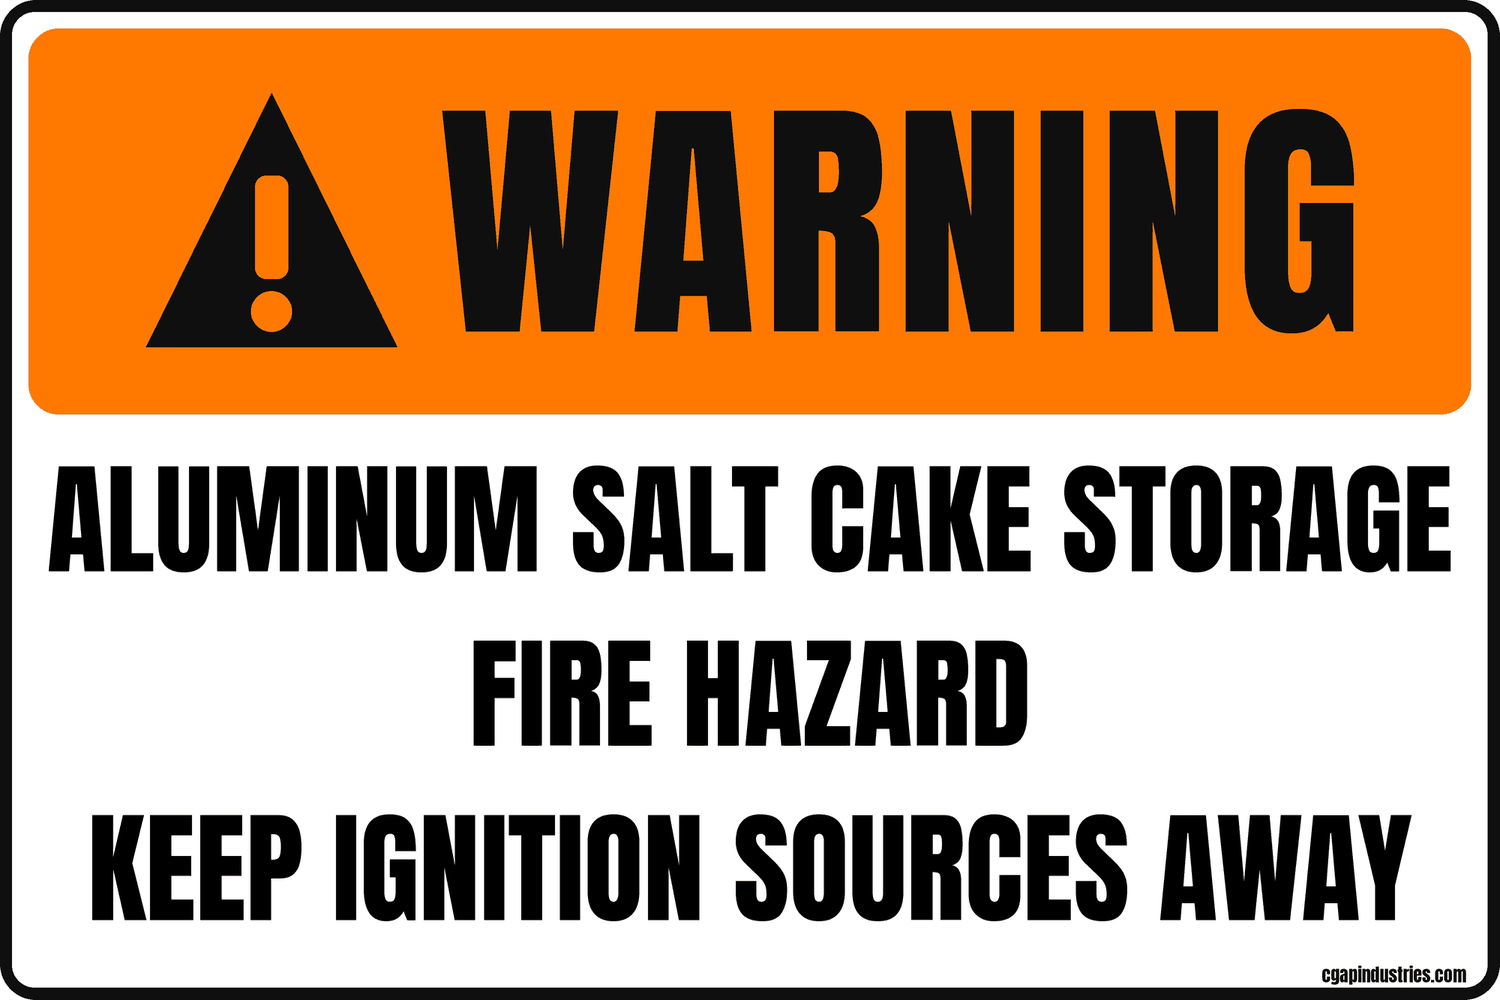 WARNING
ALUMINUM SALT CAKE STORAGE
FIRE HAZARD
KEEP IGNITION SOURCES AWAY
cgapindustries.com